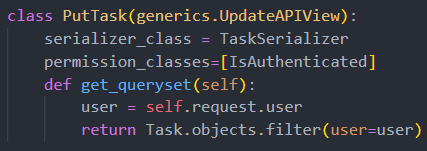 class PutTask(generics.UpdateAPIView):
    serializer_class = TaskSerializer
    permission_classes=[IsAuthenticated]
    def get_queryset(self):
        user = self.request.user
        return Task.objects.filter(user=user)